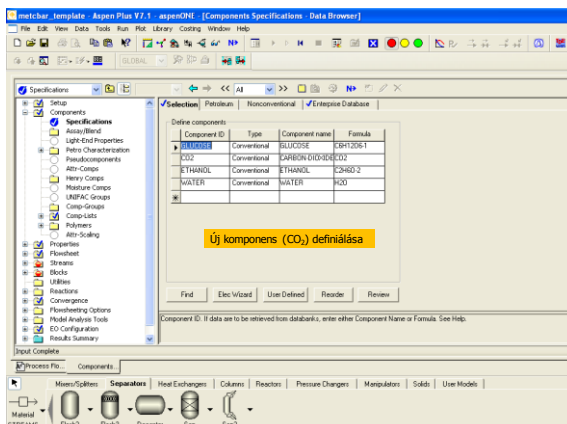 metcbar_template - Aspen Plus V7.1 - aspenONE - [Components Specifications - Data Browser]
File Edit View Data Tools Run Plot Library Costing Window Help
GLOBAL
Specifications
All
N>
Setup
Components
Specifications
Assay/Blend
Light-End Properties
Petro Characterization
Pseudocomponents
Attr-Comps
Henry Comps
Moisture Comps
UNIFAC Groups
Comp-Groups
Comp-Lists
Polymers
Attr-Scaling
Properties
Flowsheet
Streams
Blocks
Utilities
Reactions
Convergence
Flowsheeting Options
Model Analysis Tools
EO Configuration
Results Summary
Selection Petroleum Nonconventional Enterprise Database
Define components
Component ID Type Component name Formula
GLUCOSE Conventional GLUCOSE C6H12O6-1
CO2 Conventional CARBON-DIOXIDE CO2
ETHANOL Conventional ETHANOL C2H6O-2
WATER Conventional WATER H2O
Új komponens (CO₂) definiálása
Find Elec Wizard User Defined Reorder Review
Component ID. If data are to be retrieved from databanks, enter either Component Name or Formula. See Help.
Input Complete
Process Flo... Components...
Mixers/Splitters Separators Heat Exchangers Columns Reactors Pressure Changers Manipulators Solids User Models
Material
STREAMS Flash2 Flash3 Decanter Sep Sep2